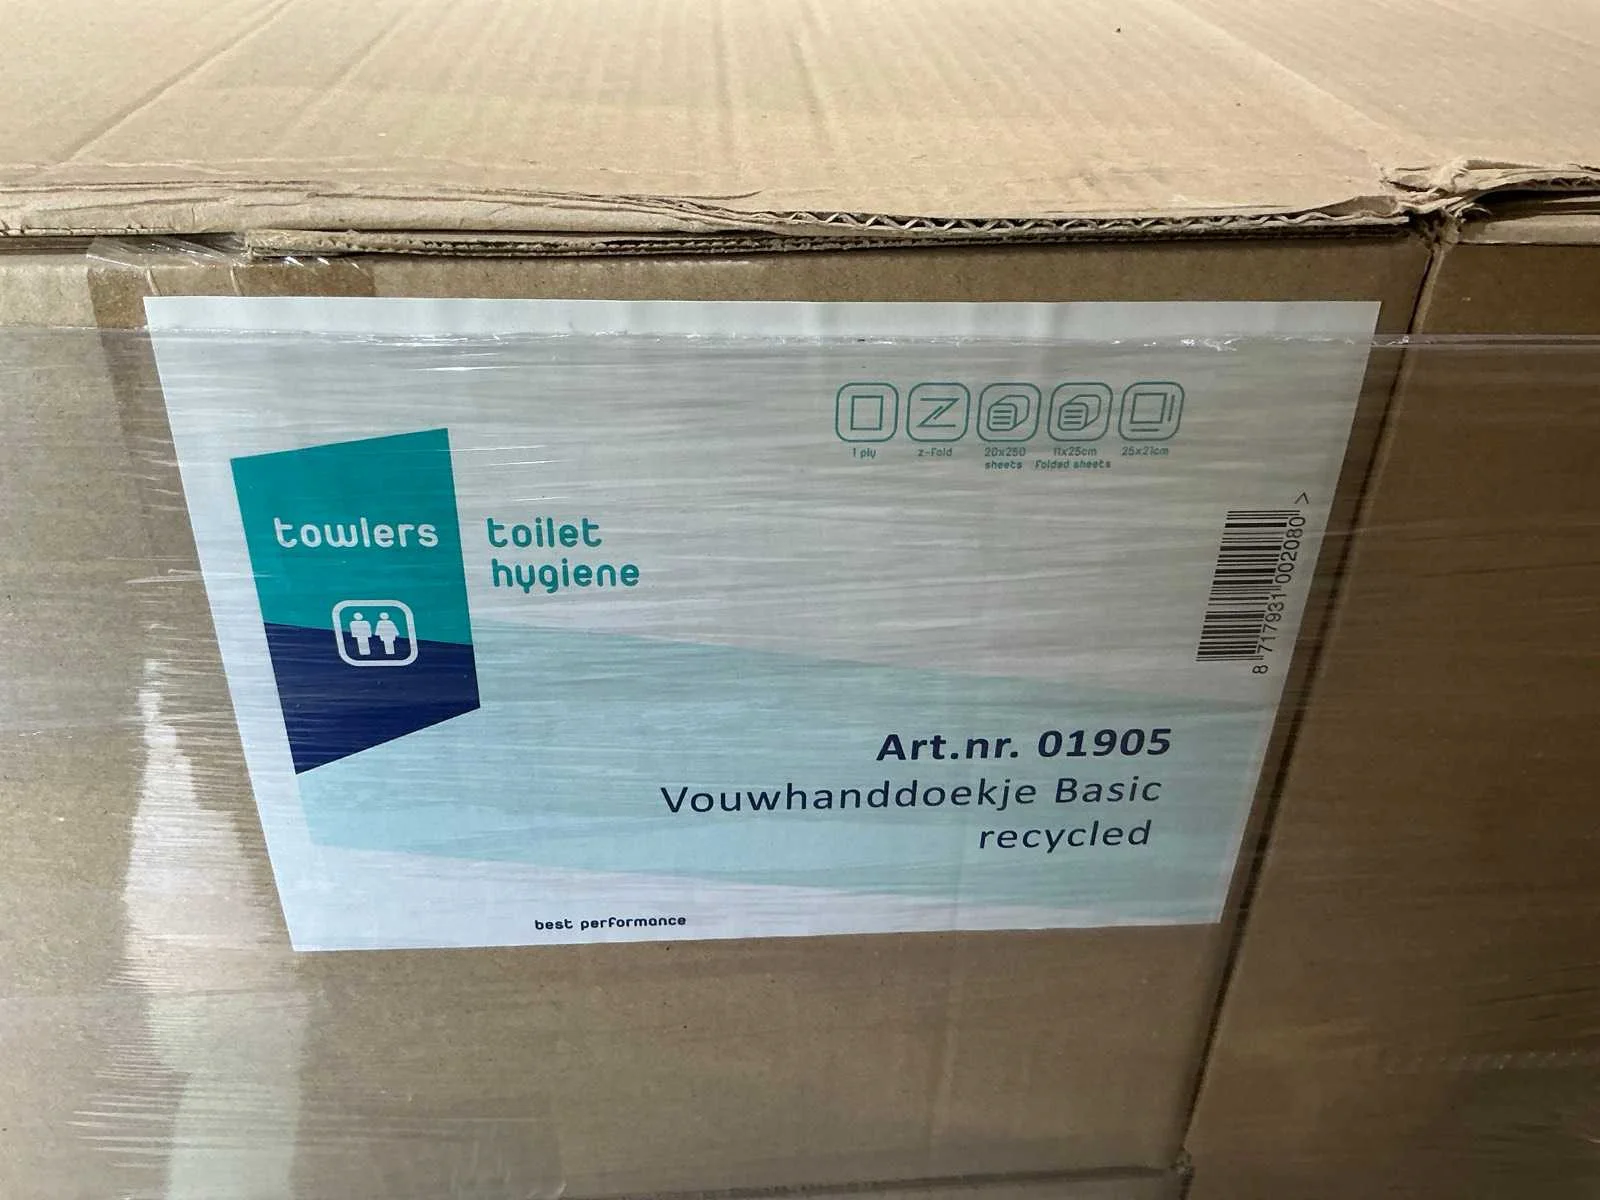 1 ply
z-Fold
20x250
sheets
11x25cm
Folded sheets
25x21cm
towlers
toilet
hygiene
8 717931 002080 >
Art.nr. 01905
Vouwhanddoekje Basic
recycled
best performance